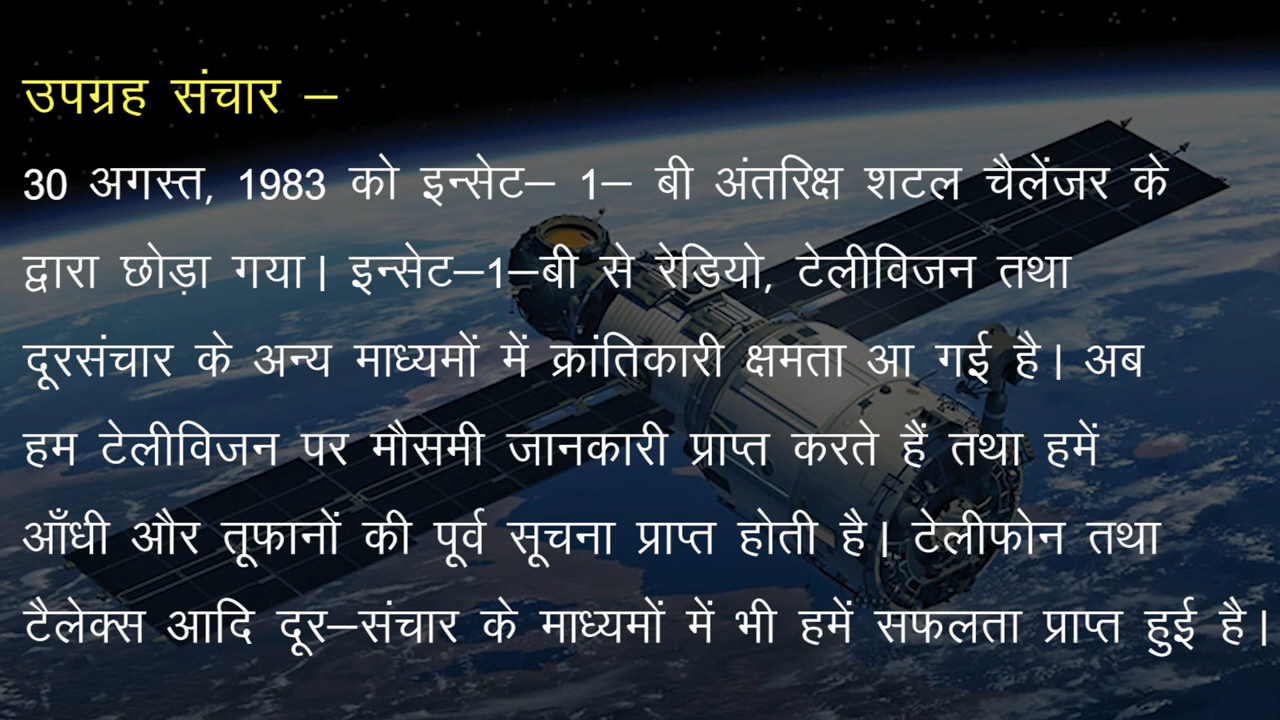 उपग्रह संचार –
30 अगस्त, 1983 को इन्सेट– 1– बी अंतरिक्ष शटल चैलेंजर के
द्वारा छोड़ा गया। इन्सेट–1–बी से रेडियो, टेलीविजन तथा
दूरसंचार के अन्य माध्यमों में क्रांतिकारी क्षमता आ गई है। अब
हम टेलीविजन पर मौसमी जानकारी प्राप्त करते हैं तथा हमें
आँधी और तूफानों की पूर्व सूचना प्राप्त होती है। टेलीफोन तथा
टैलेक्स आदि दूर–संचार के माध्यमों में भी हमें सफलता प्राप्त हुई है।